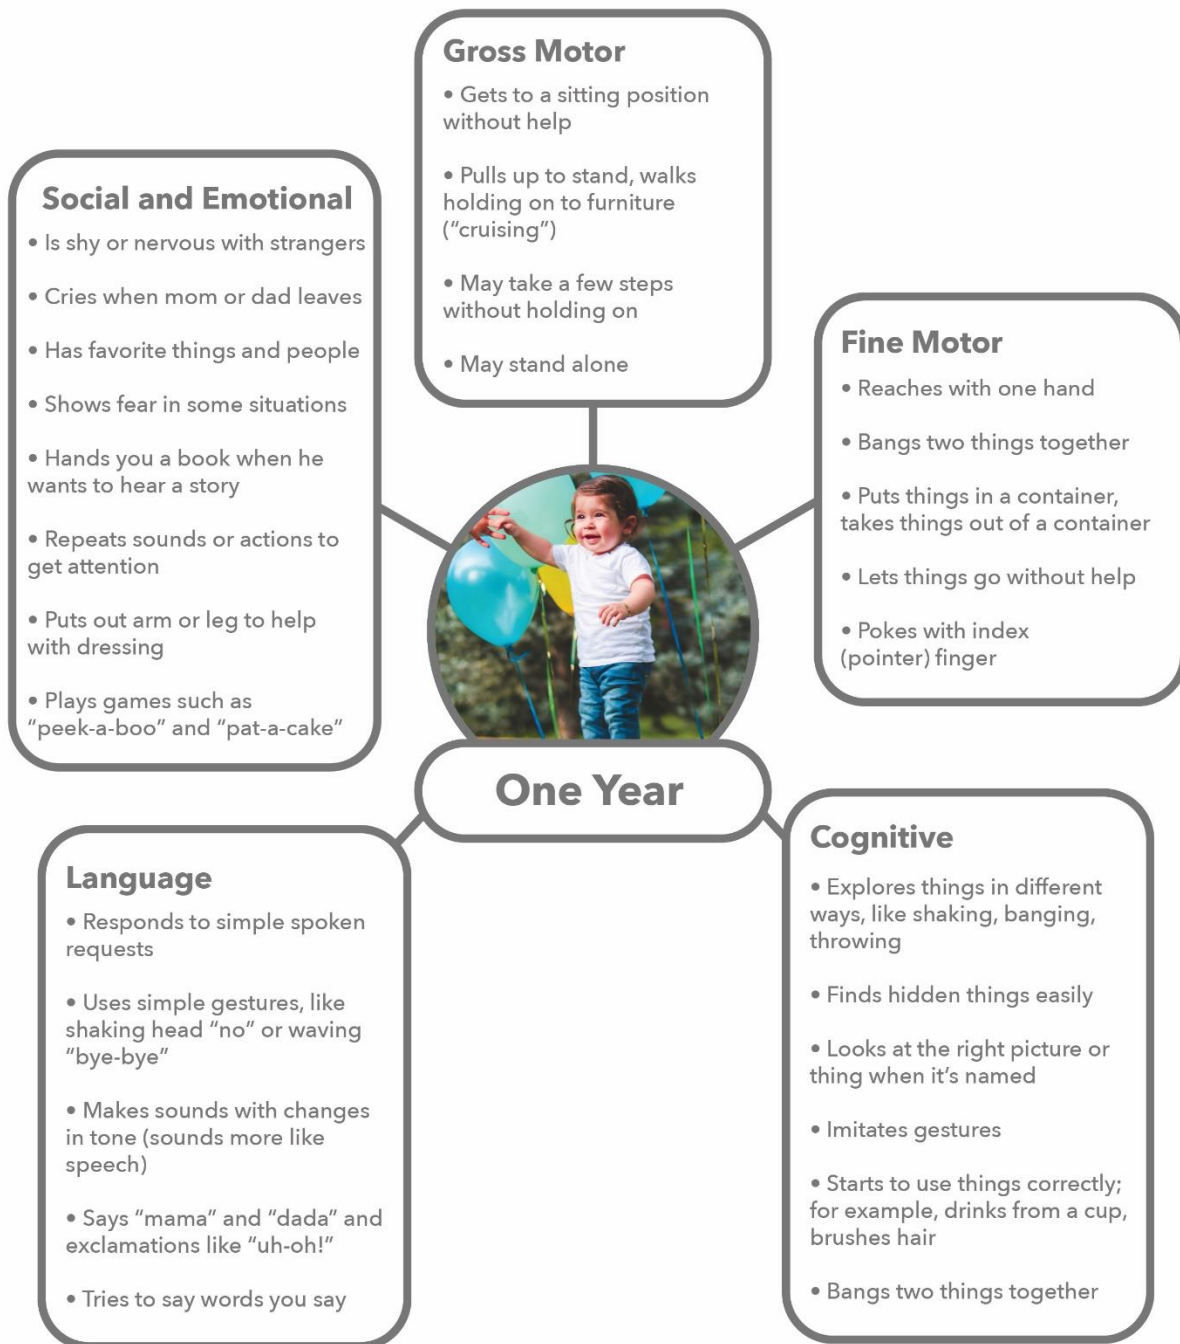 Gross Motor
• Gets to a sitting position
without help
• Pulls up to stand, walks
holding on to furniture
(“cruising”)
• May take a few steps
without holding on
• May stand alone
Social and Emotional
• Is shy or nervous with strangers
• Cries when mom or dad leaves
• Has favorite things and people
• Shows fear in some situations
• Hands you a book when he
wants to hear a story
• Repeats sounds or actions to
get attention
• Puts out arm or leg to help
with dressing
• Plays games such as
“peek-a-boo” and “pat-a-cake”
Fine Motor
• Reaches with one hand
• Bangs two things together
• Puts things in a container,
takes things out of a container
• Lets things go without help
• Pokes with index
(pointer) finger
One Year
Language
• Responds to simple spoken
requests
• Uses simple gestures, like
shaking head “no” or waving
“bye-bye”
• Makes sounds with changes
in tone (sounds more like
speech)
• Says “mama” and “dada” and
exclamations like “uh-oh!”
• Tries to say words you say
Cognitive
• Explores things in different
ways, like shaking, banging,
throwing
• Finds hidden things easily
• Looks at the right picture or
thing when it’s named
• Imitates gestures
• Starts to use things correctly;
for example, drinks from a cup,
brushes hair
• Bangs two things together